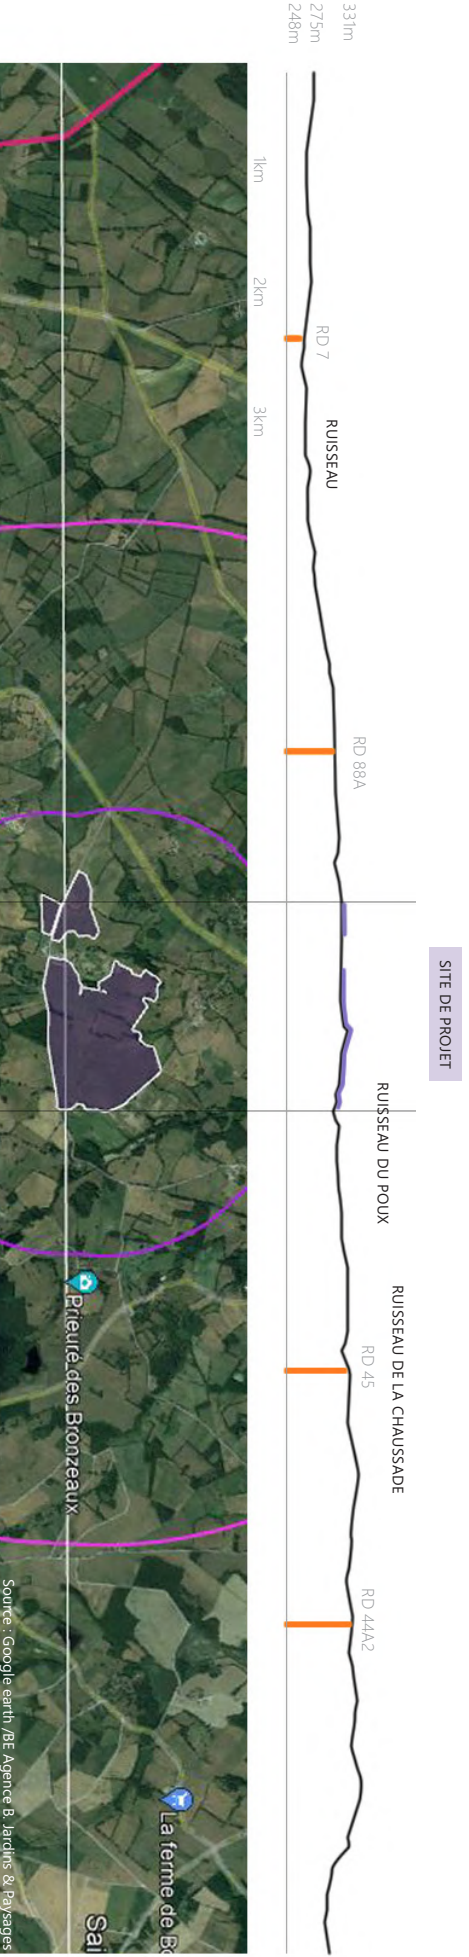 331m
275m
248m
1km
2km
3km
RD 7
RUISSEAU
RD 88A
SITE DE PROJET
RUISSEAU DU POUX
RD 45
RUISSEAU DE LA CHAUSSADE
RD 44A2
Prieuré des Bronzeaux
La ferme de Bo
Sai
Source : Google earth /BE Agence B. Jardins & Paysages